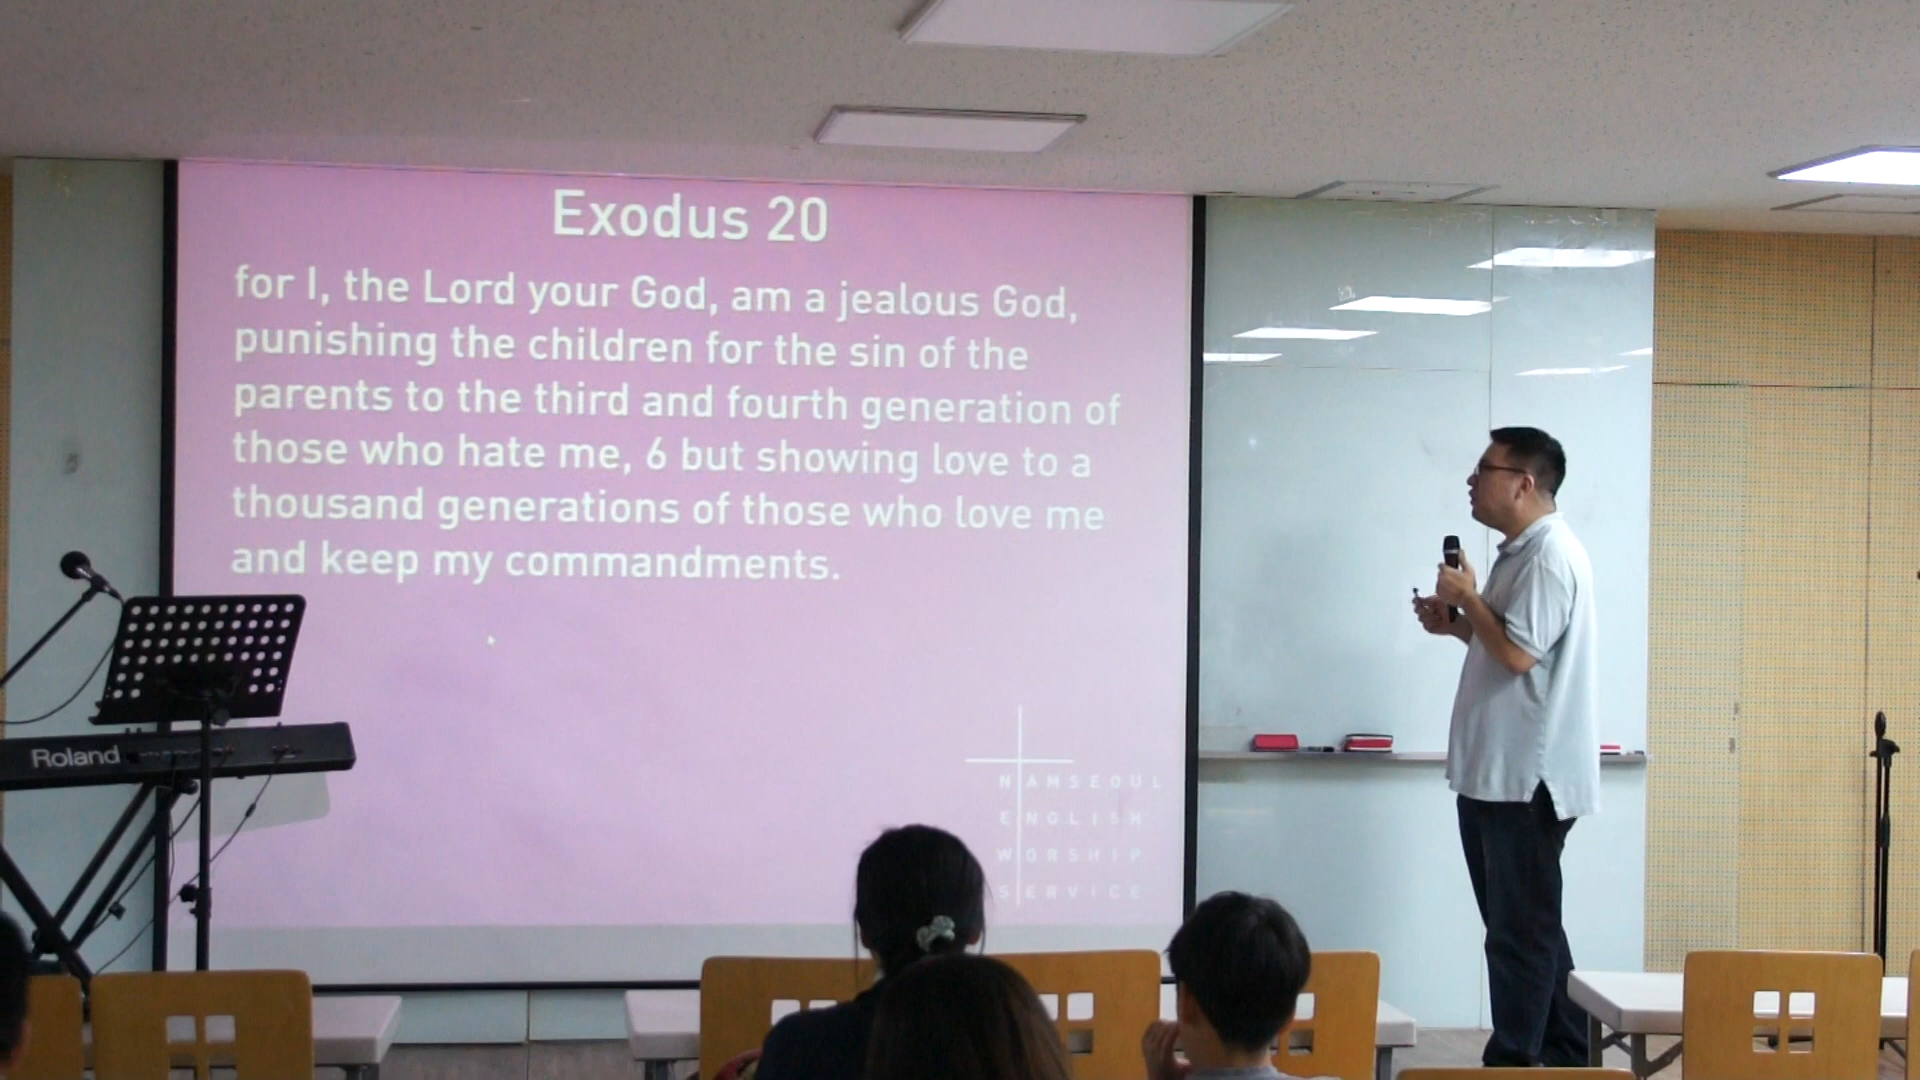 Exodus 20
for I, the Lord your God, am a jealous God,
punishing the children for the sin of the
parents to the third and fourth generation of
those who hate me, 6 but showing love to a
thousand generations of those who love me
and keep my commandments.
NAMSEOUL
ENGLISH
WORSHIP
SERVICE
Roland